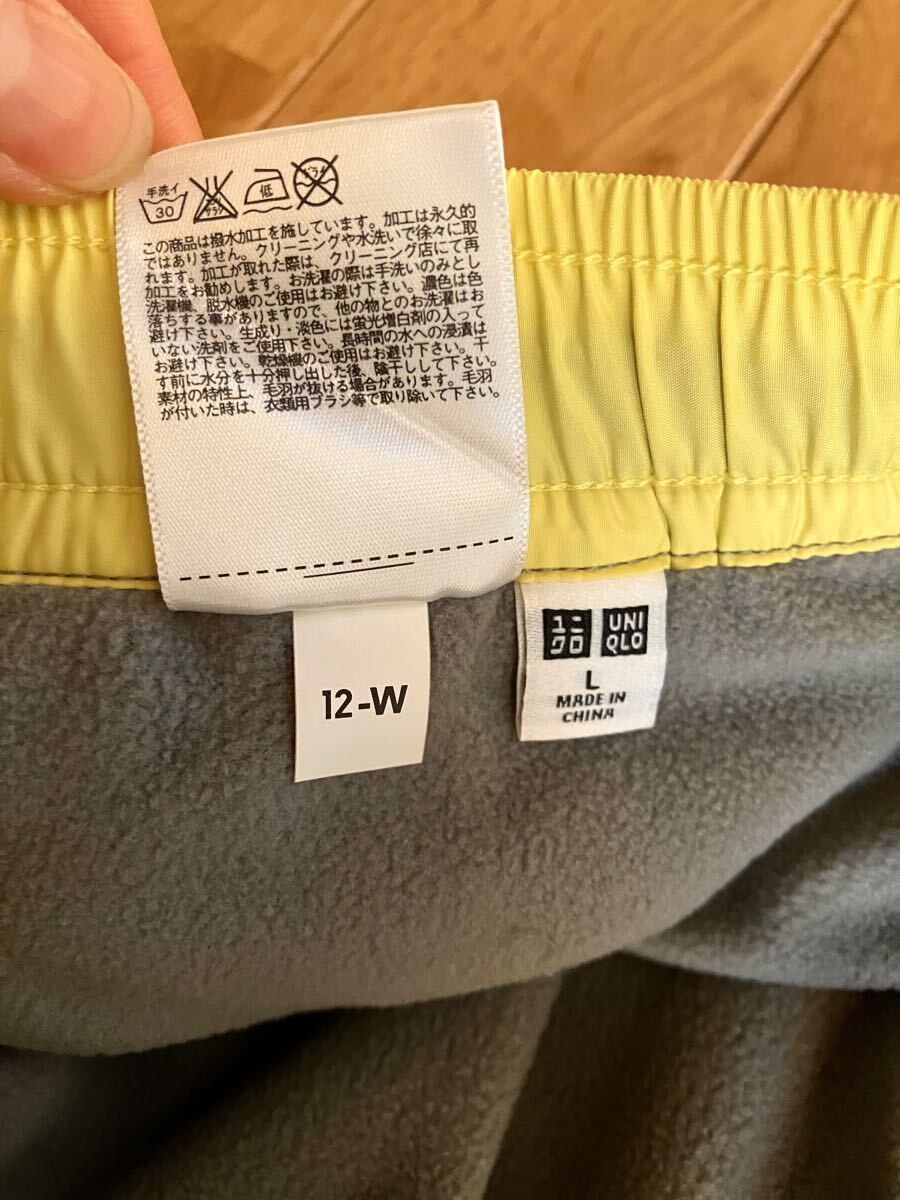 手洗イ
30
エンソ
サラシ
低
ドライ
この商品は撥水加工を施しています。加工は永久的
ではありません。クリーニングや水洗いで徐々に取
れます。加工が取れた際は、クリーニング店にて再
加工をお勧めします。お洗濯の際は手洗いのみとし
洗濯機、脱水機のご使用はお避け下さい。濃色は色
落ちする事がありますので、他の物とのお洗濯はお
避け下さい。生成り・淡色には蛍光増白剤の入って
いない洗剤をご使用下さい。長時間の水への浸漬は
お避け下さい。乾燥機のご使用はお避け下さい。干
す前に水分を十分押し出した後、陰干しして下さい。
素材の特性上、毛羽が抜ける場合があります。毛羽
が付いた時は、衣類用ブラシ等で取り除いて下さい。
12-W
ユニ
クロ
UNI
QLO
L
MADE IN
CHINA